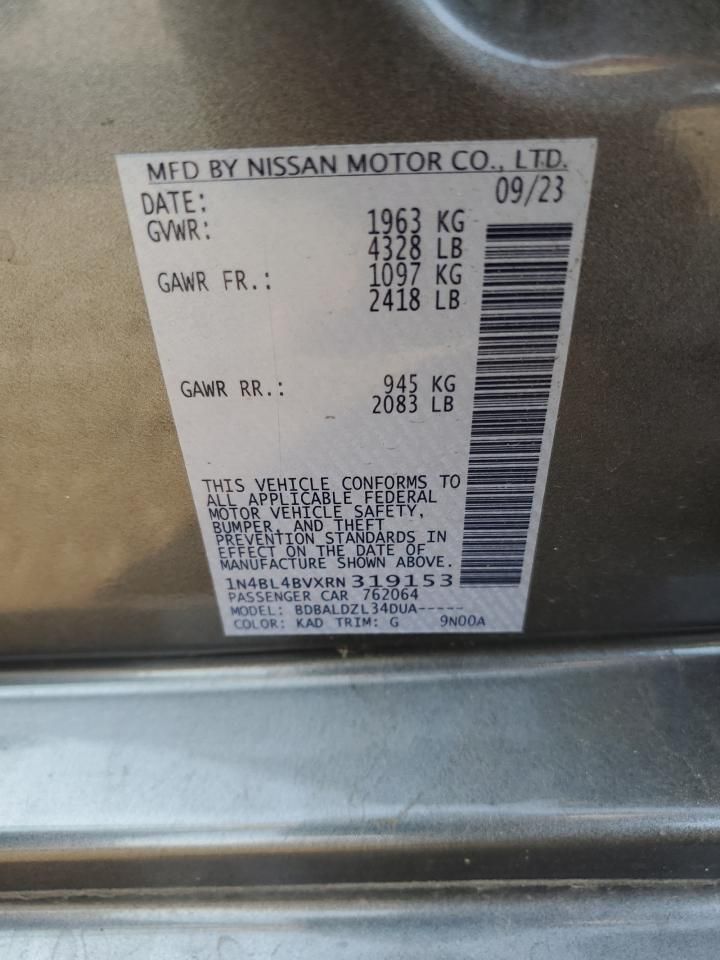 MFD BY NISSAN MOTOR CO., LTD.
DATE: 09/23
GVWR: 1963 KG
4328 LB
GAWR FR.: 1097 KG
2418 LB
GAWR RR.: 945 KG
2083 LB
THIS VEHICLE CONFORMS TO
ALL APPLICABLE FEDERAL
MOTOR VEHICLE SAFETY,
BUMPER, AND THEFT
PREVENTION STANDARDS IN
EFFECT ON THE DATE OF
MANUFACTURE SHOWN ABOVE.
1N4BL4BVXRN319153
PASSENGER CAR 762064
MODEL: BDBALDZL34DUA-----
COLOR: KAD TRIM: G 9N00A